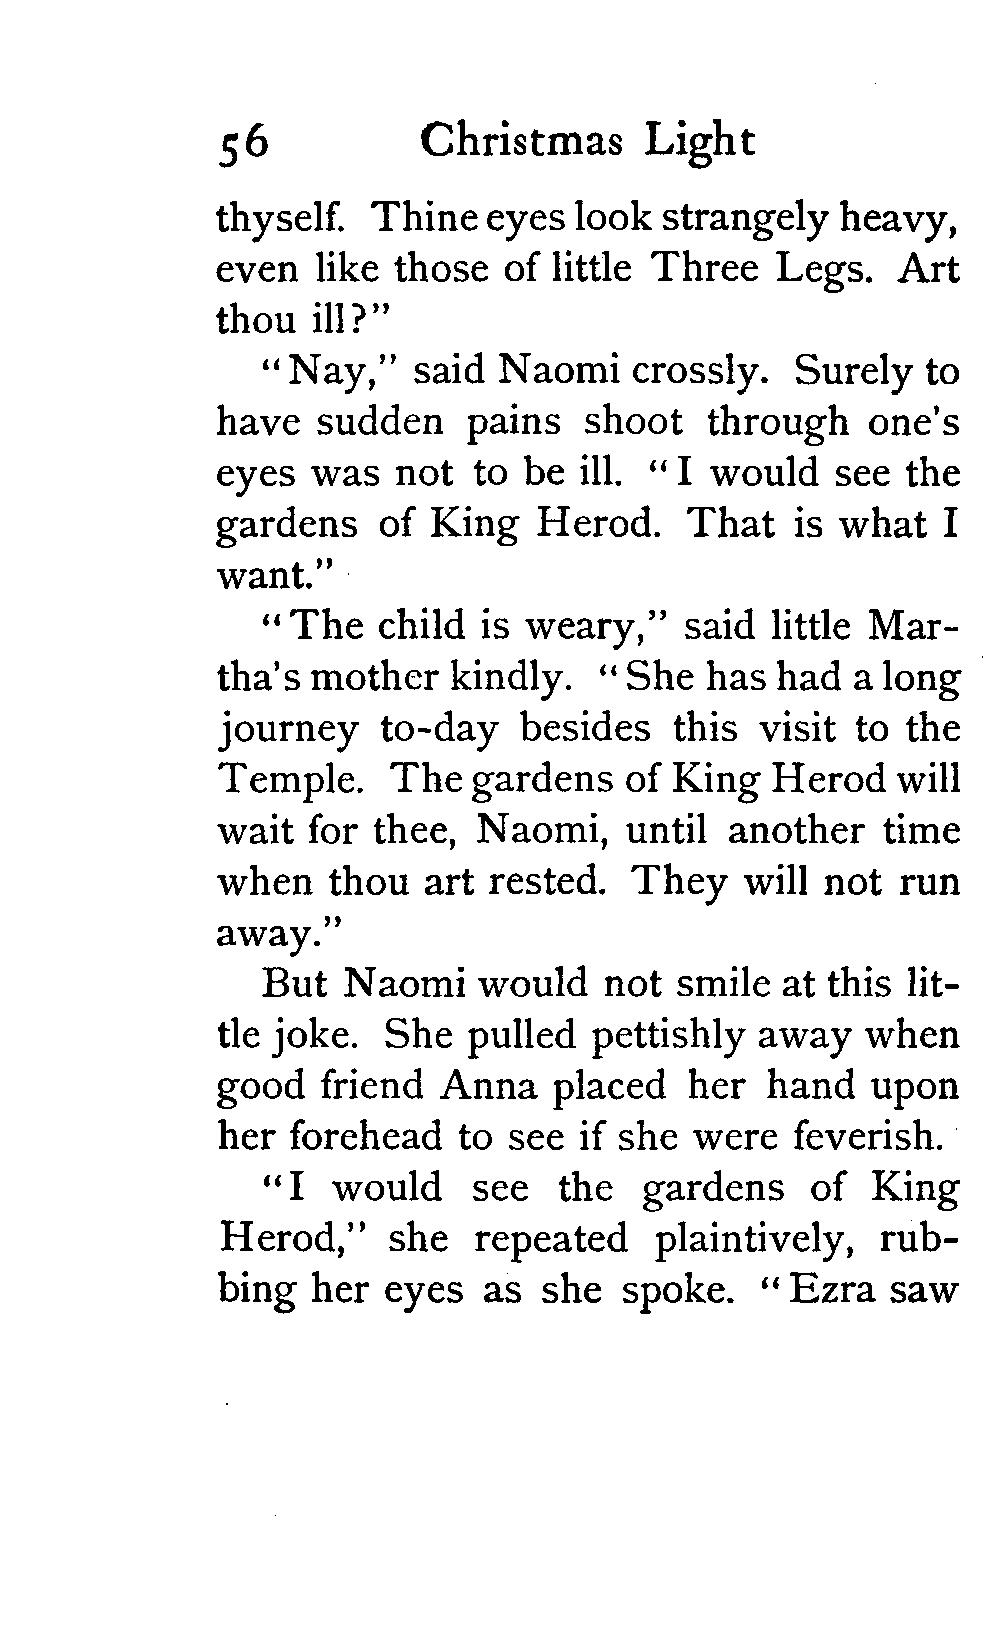 56 Christmas Light
thyself. Thine eyes look strangely heavy,
even like those of little Three Legs. Art
thou ill?"
"Nay," said Naomi crossly. Surely to
have sudden pains shoot through one's
eyes was not to be ill. "I would see the
gardens of King Herod. That is what I
want."
"The child is weary," said little Mar-
tha's mother kindly. "She has had a long
journey to-day besides this visit to the
Temple. The gardens of King Herod will
wait for thee, Naomi, until another time
when thou art rested. They will not run
away."
But Naomi would not smile at this lit-
tle joke. She pulled pettishly away when
good friend Anna placed her hand upon
her forehead to see if she were feverish.
"I would see the gardens of King
Herod," she repeated plaintively, rub-
bing her eyes as she spoke. "Ezra saw